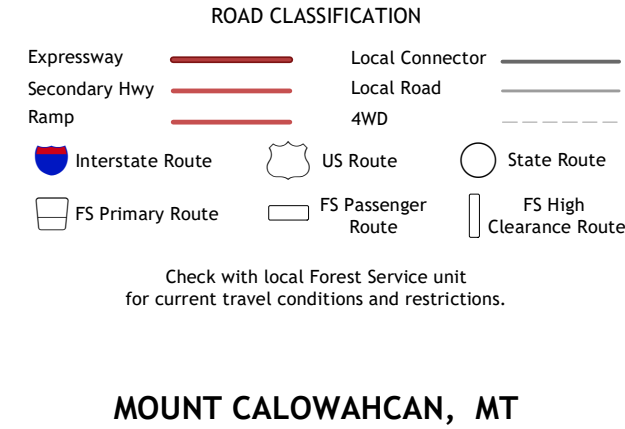 ROAD CLASSIFICATION
Expressway
Local Connector
Secondary Hwy
Local Road
Ramp
4WD
Interstate Route
US Route
State Route
FS Primary Route
FS Passenger
Route
FS High
Clearance Route
Check with local Forest Service unit
for current travel conditions and restrictions.
MOUNT CALOWAHCAN, MT